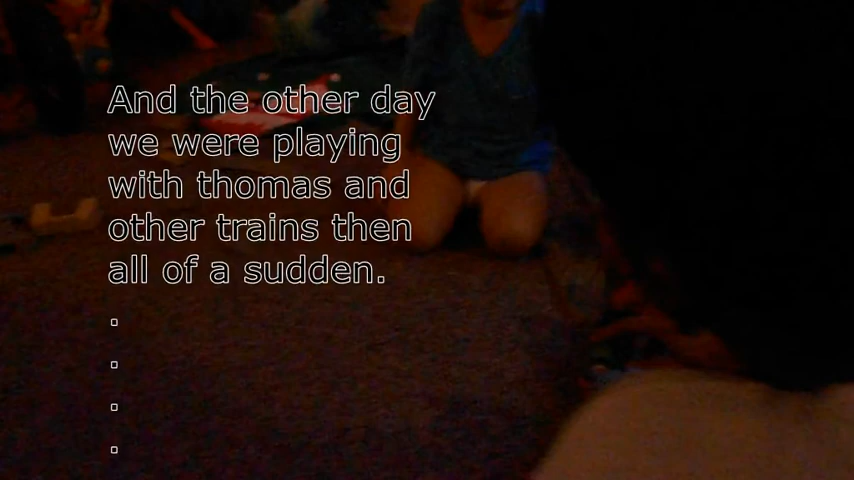 And the other day
we were playing
with thomas and
other trains then
all of a sudden.
.
.
.
.